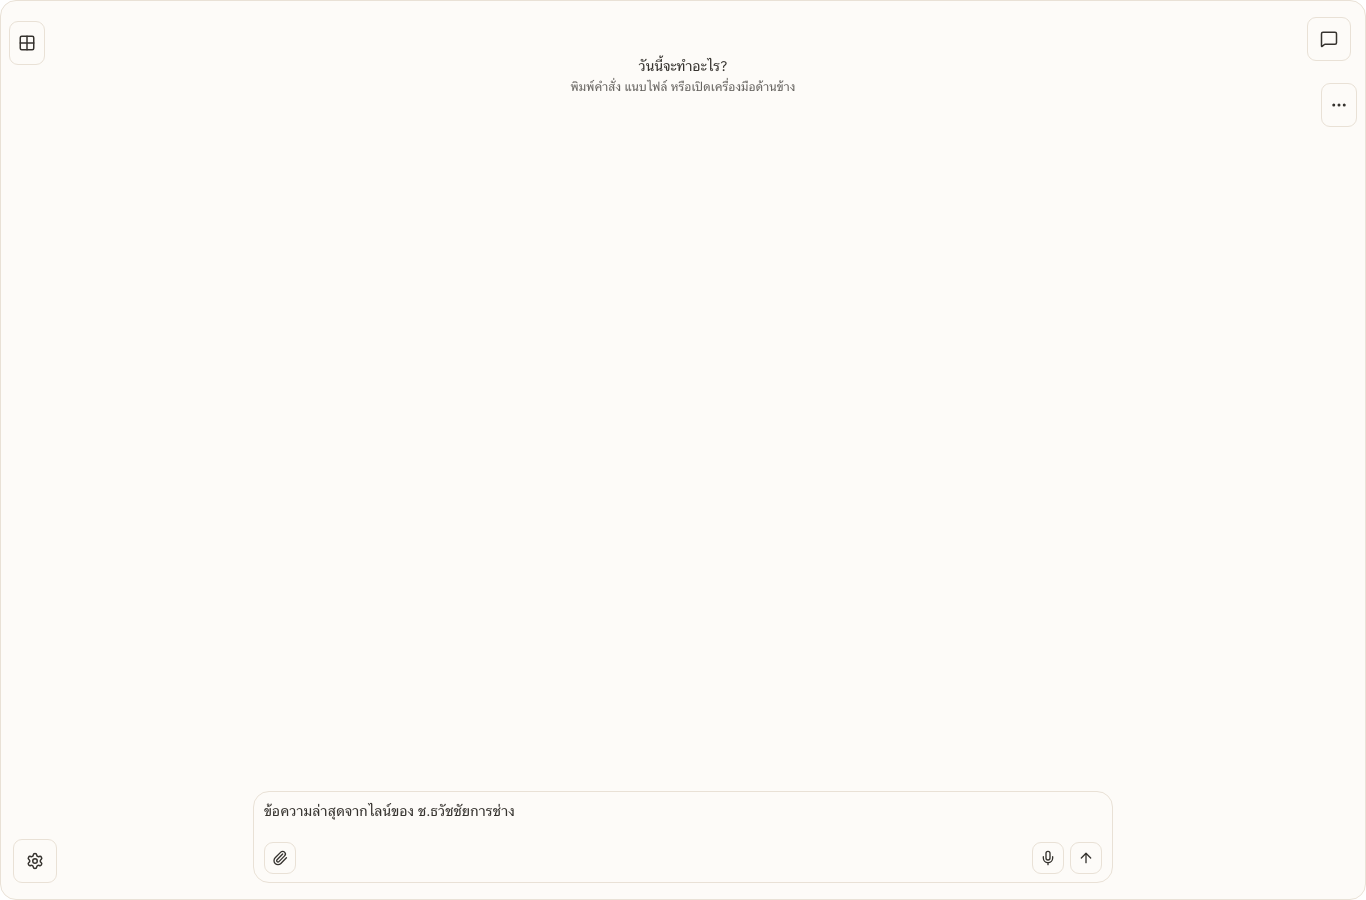 วันนี้จะทำอะไร?
พิมพ์คำสั่ง แนบไฟล์ หรือเปิดเครื่องมือด้านข้าง
ข้อความล่าสุดจากไลน์ของ ช.ธวัชชัยการช่าง